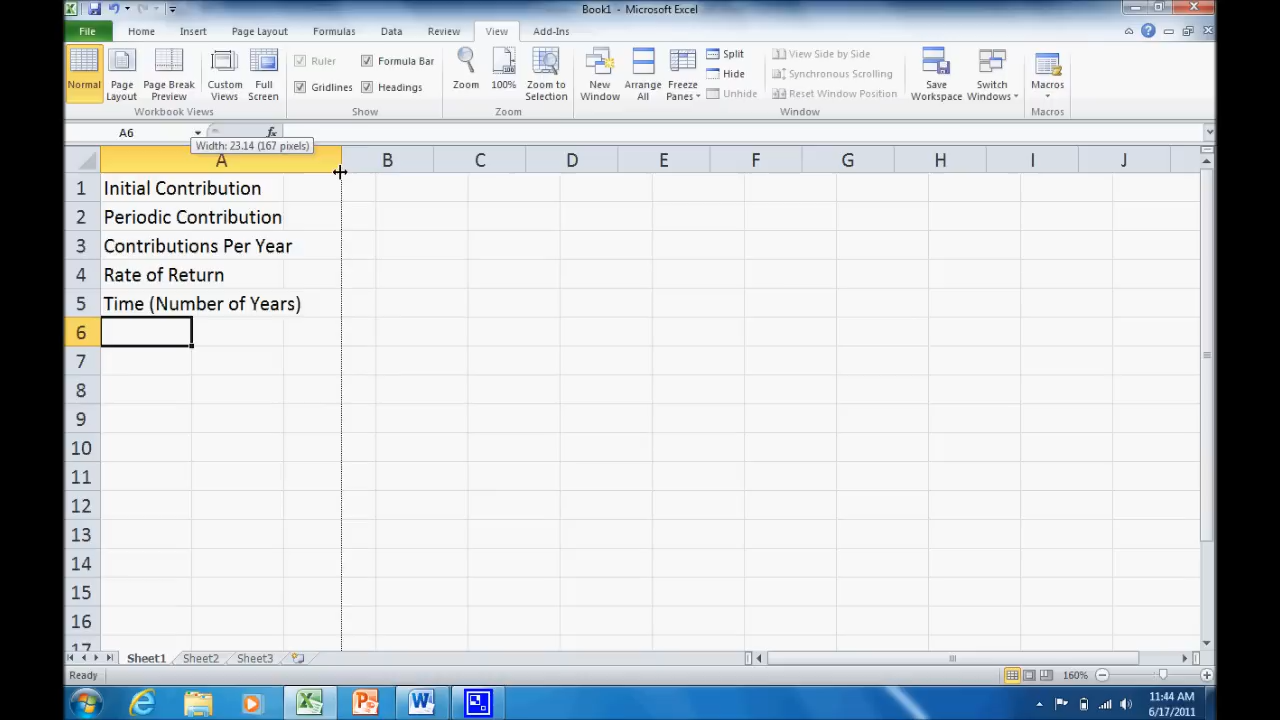 Book1 - Microsoft Excel
File Home Insert Page Layout Formulas Data Review View Add-Ins
Normal Page Layout Page Break Preview Custom Views Full Screen
Workbook Views
Ruler Formula Bar
Gridlines Headings
Show
Zoom 100% Zoom to Selection
Zoom
New Window Arrange All Freeze Panes
Split
Hide
Unhide
View Side by Side
Synchronous Scrolling
Reset Window Position
Save Workspace Switch Windows
Window
Macros
Macros
A6 fx
Width: 23.14 (167 pixels)
A B C D E F G H I J
1 Initial Contribution
2 Periodic Contribution
3 Contributions Per Year
4 Rate of Return
5 Time (Number of Years)
6
7
8
9
10
11
12
13
14
15
16
17
Sheet1 Sheet2 Sheet3
Ready 160%
11:44 AM
6/17/2011